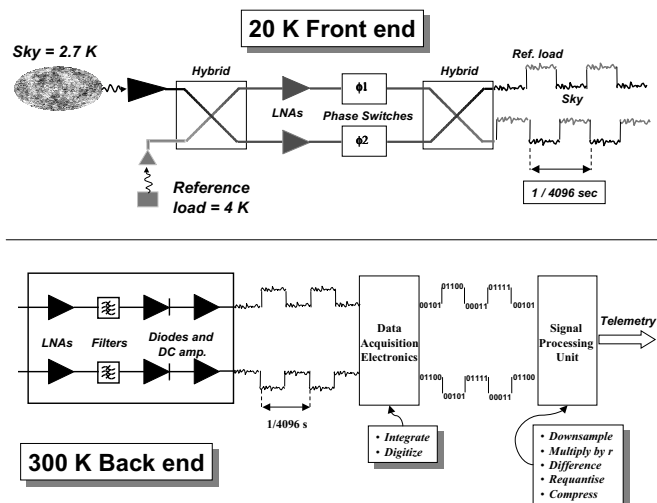 20 K Front end
Sky = 2.7 K
Hybrid
LNAs
ϕ1
ϕ2
Phase Switches
Hybrid
Ref. load
Sky
1 / 4096 sec
Reference
load = 4 K
LNAs
Filters
Diodes and
DC amp.
1/4096 s
Data
Acquisition
Electronics
• Integrate
• Digitize
01100
01111
00101
00011
00101
01100
01111
01100
00101
00011
Signal
Processing
Unit
Telemetry
• Downsample
• Multiply by r
• Difference
• Requantise
• Compress
300 K Back end